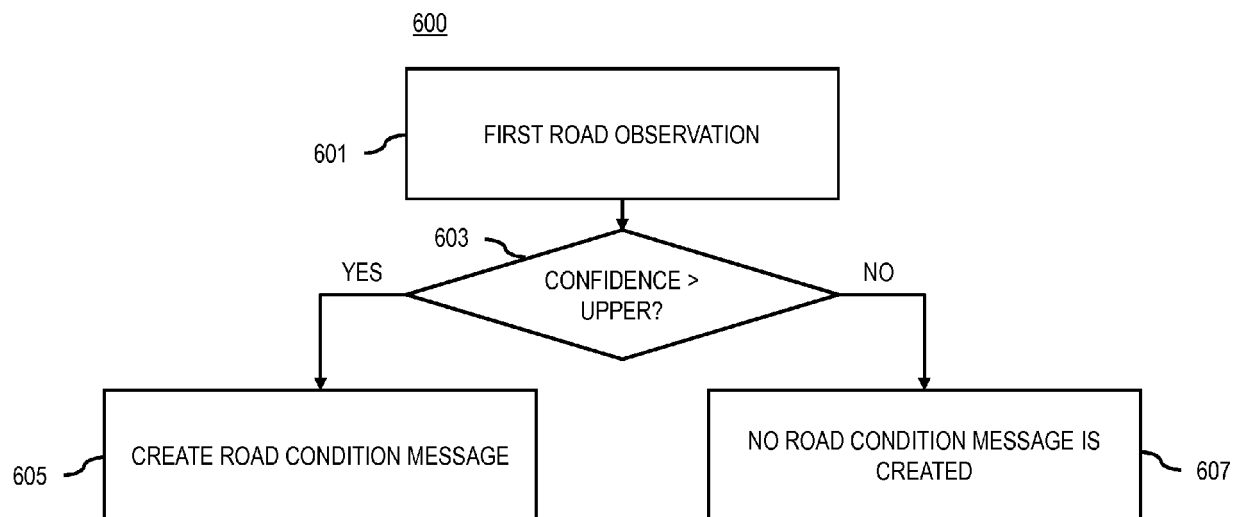 600
FIRST ROAD OBSERVATION
601
603
YES
CONFIDENCE >
UPPER?
NO
CREATE ROAD CONDITION MESSAGE
605
NO ROAD CONDITION MESSAGE IS
CREATED
607